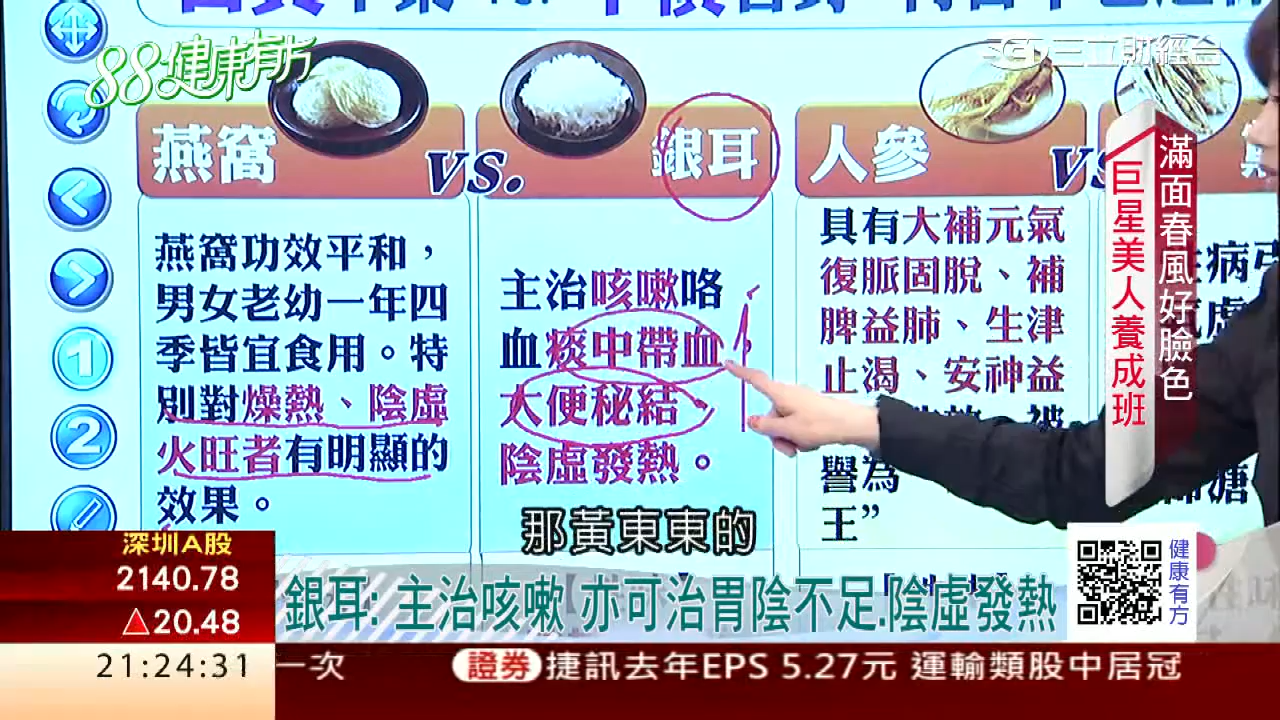 88健康有方
三立財經台
燕窩
VS.
銀耳
人參
VS
燕窩功效平和，
男女老幼一年四
季皆宜食用。特
別對燥熱、陰虛
火旺者有明顯的
效果。
主治咳嗽咯
血痰中帶血，
大便秘結、
陰虛發熱。
具有大補元氣
復脈固脫、補
脾益肺、生津
止渴、安神益
被
譽為
王”
滿面春風好臉色
巨星美人養成班
1
2
那黃東東的
深圳A股
2140.78
▲20.48
銀耳: 主治咳嗽 亦可治胃陰不足.陰虛發熱
健康有方
21:24:31
一次
證券 捷訊去年EPS 5.27元 運輸類股中居冠